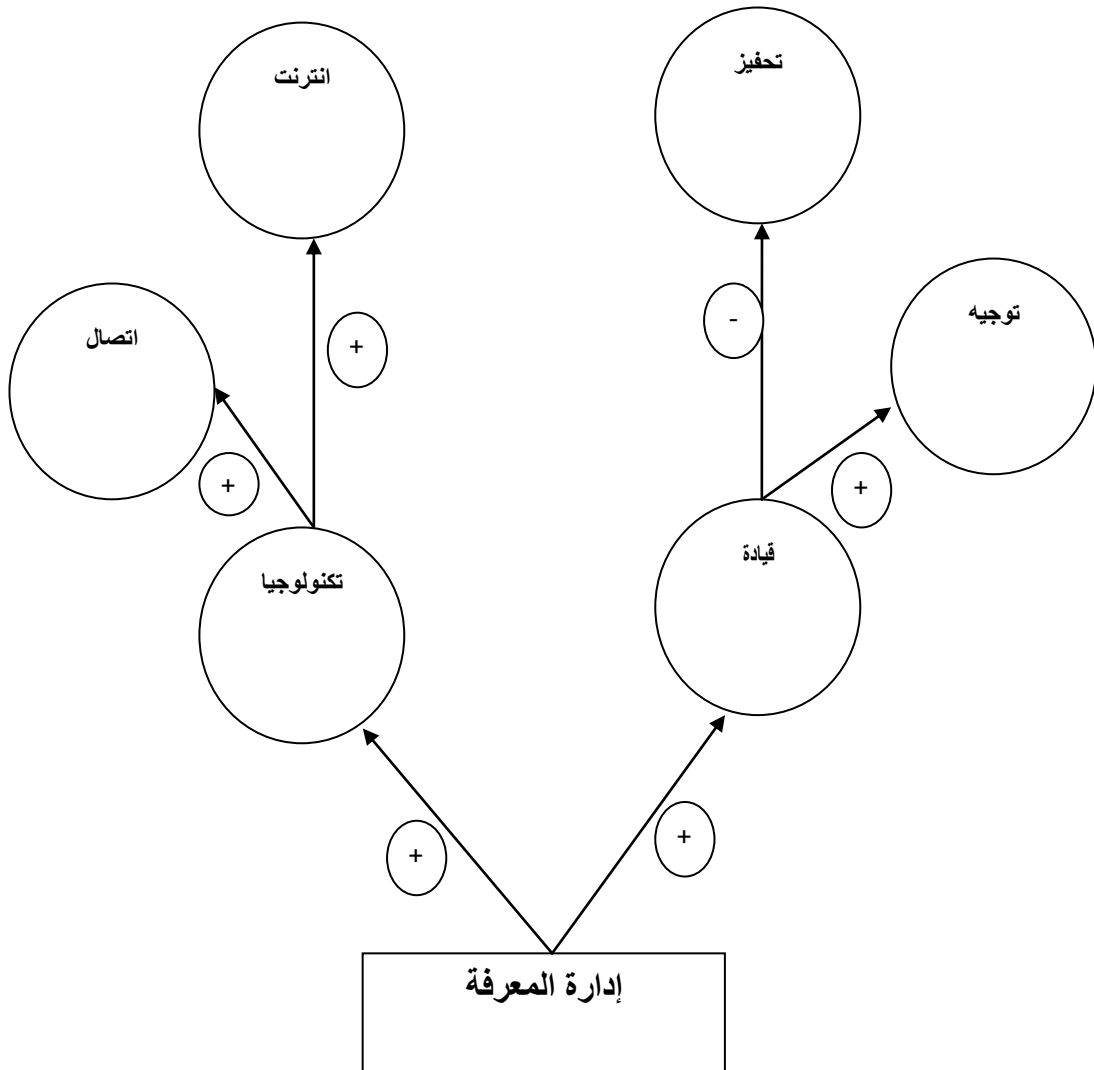 تحفيز
انترنت
توجيه
اتصال
-
+
+
+
قيادة
تكنولوجيا
+
+
إدارة المعرفة